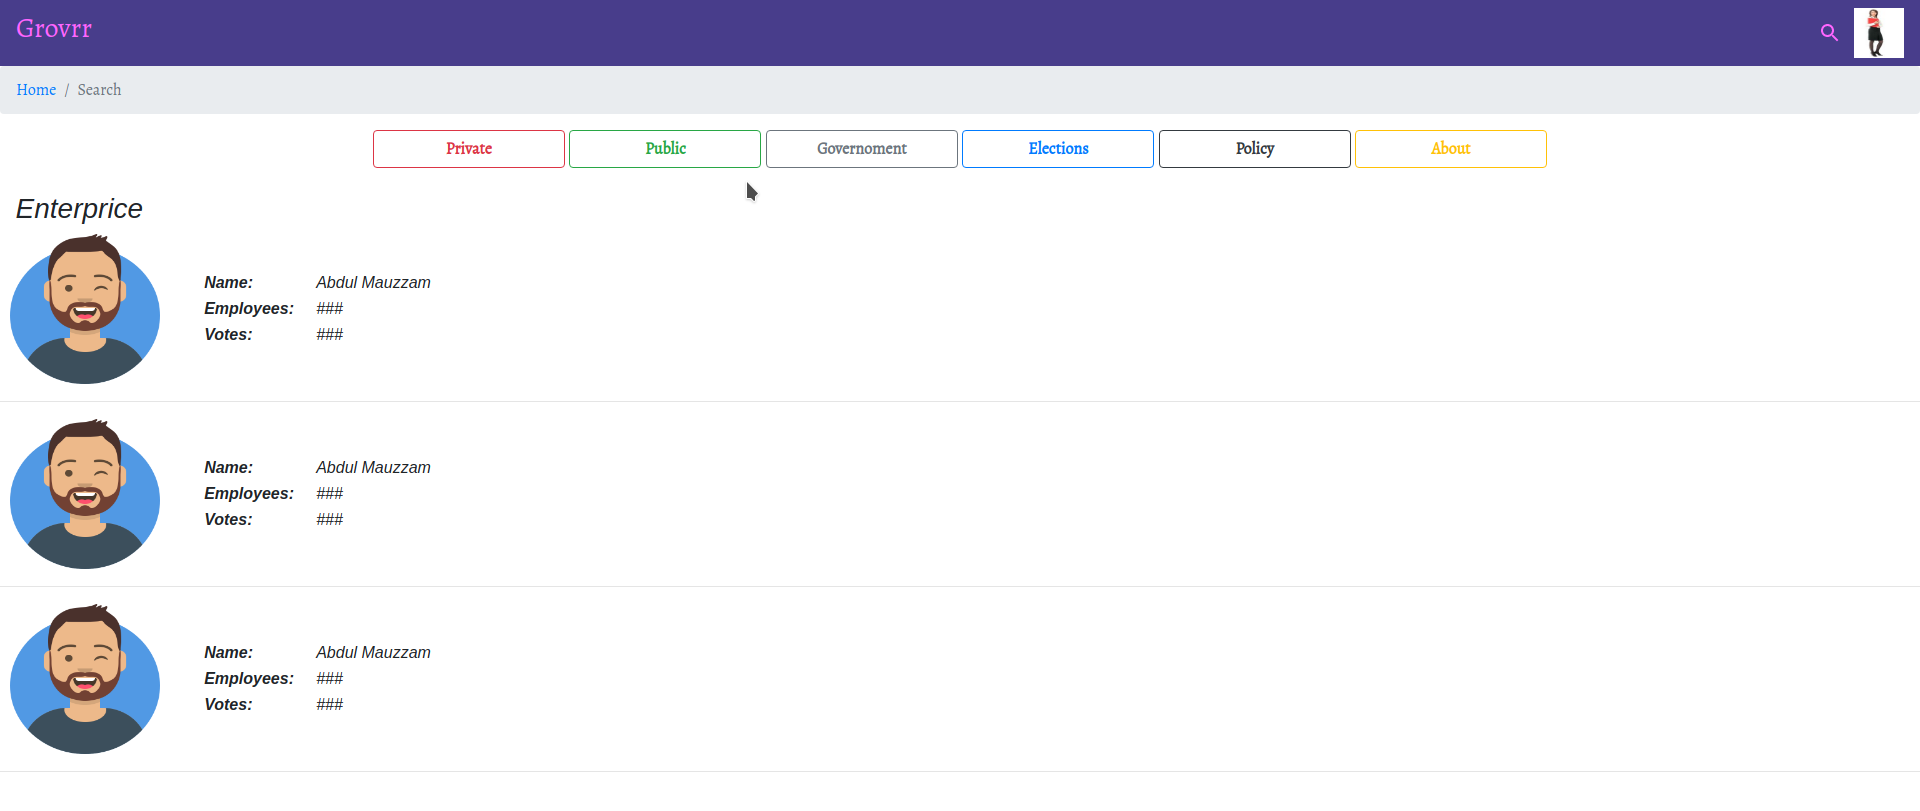 Grovrr
Home / Search
Private Public Governoment Elections Policy About
Enterprice
Name: Abdul Mauzzam
Employees: ###
Votes: ###
Name: Abdul Mauzzam
Employees: ###
Votes: ###
Name: Abdul Mauzzam
Employees: ###
Votes: ###